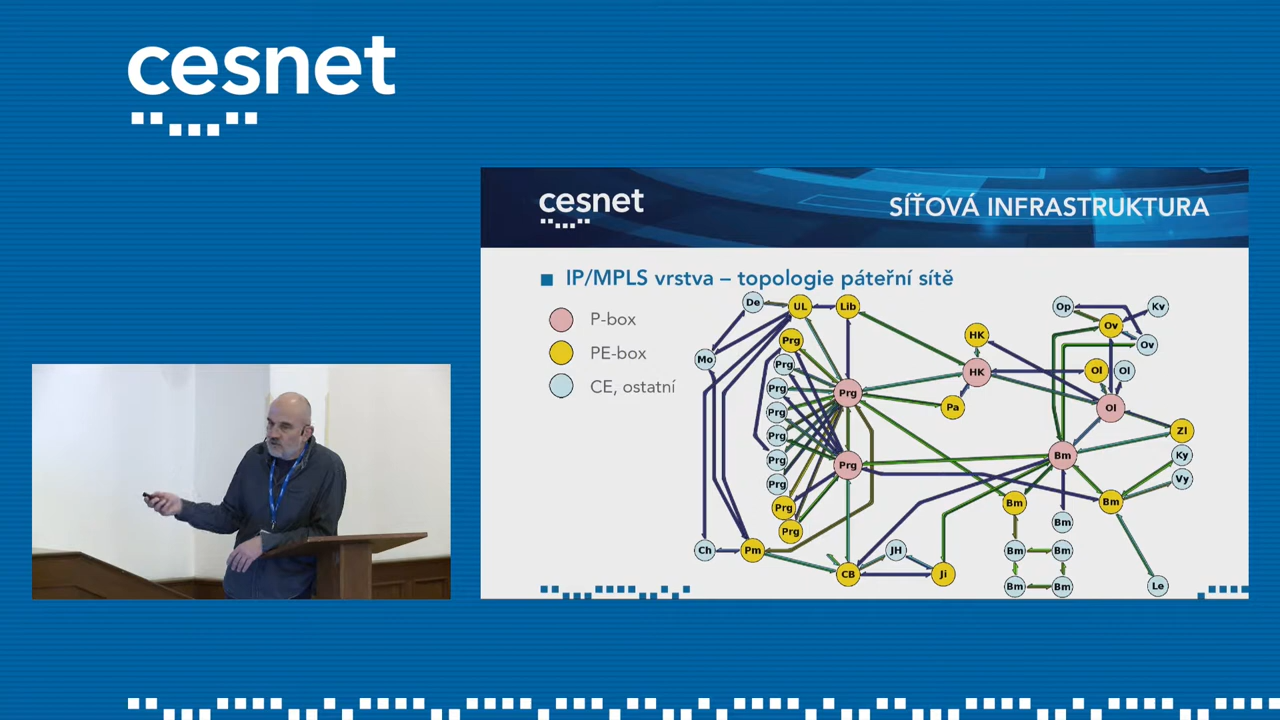 cesnet
cesnet
SÍŤOVÁ INFRASTRUKTURA
IP/MPLS vrstva – topologie páteřní sítě
P-box
PE-box
CE, ostatní
De
UL
Lib
Op
Kv
Prg
HK
Ov
Ov
Mo
Prg
HK
Ol
Ol
Prg
Prg
Pa
Ol
Prg
Prg
Zl
Prg
Prg
Bm
Ky
Prg
Vy
Prg
Bm
Bm
Prg
Bm
Ch
Pm
JH
Bm
Bm
CB
Ji
Bm
Bm
Le